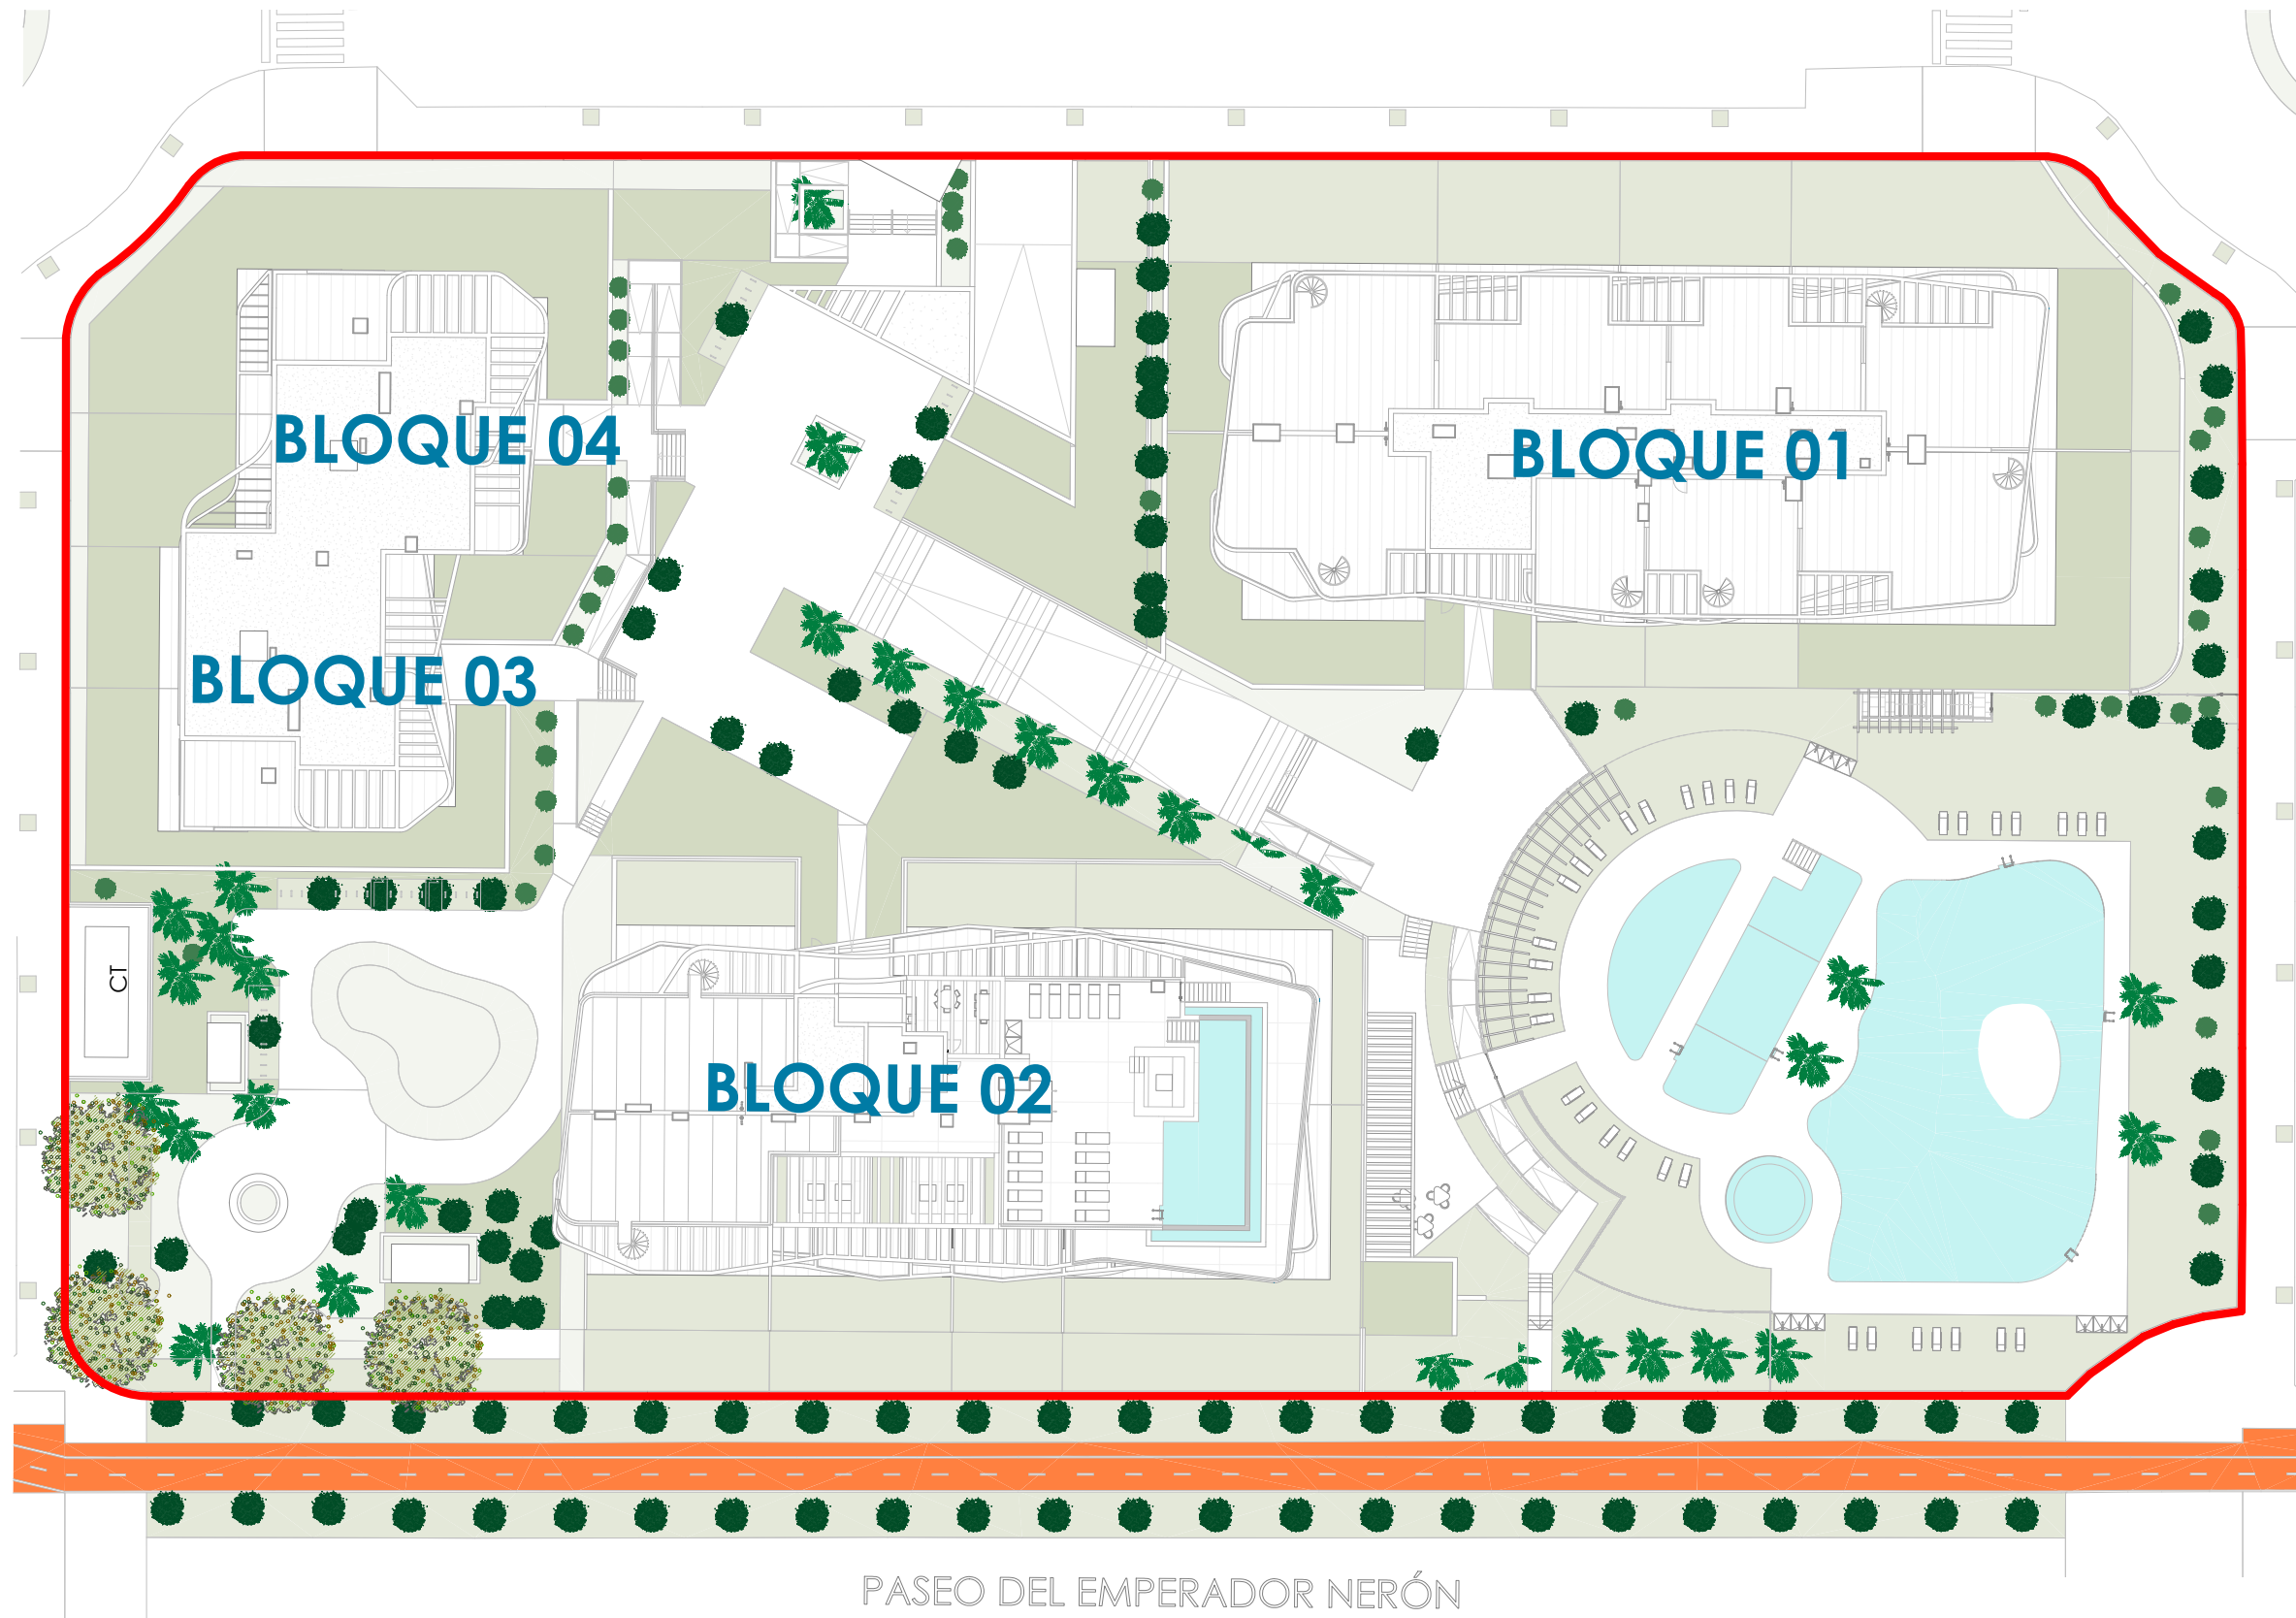 BLOQUE 04
BLOQUE 01
BLOQUE 03
CT
BLOQUE 02
PASEO DEL EMPERADOR NERÓN